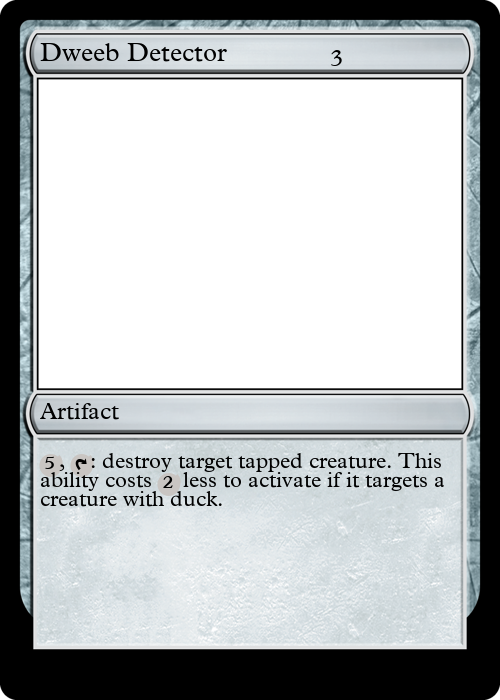 Dweeb Detector 3
Artifact
5, : destroy target tapped creature. This
ability costs 2 less to activate if it targets a
creature with duck.